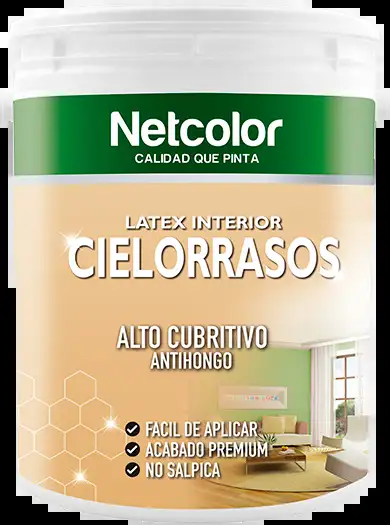 Netcolor
CALIDAD QUE PINTA
LATEX INTERIOR
CIELORRASOS
ALTO CUBRITIVO
ANTIHONGO
FACIL DE APLICAR
ACABADO PREMIUM
NO SALPICA